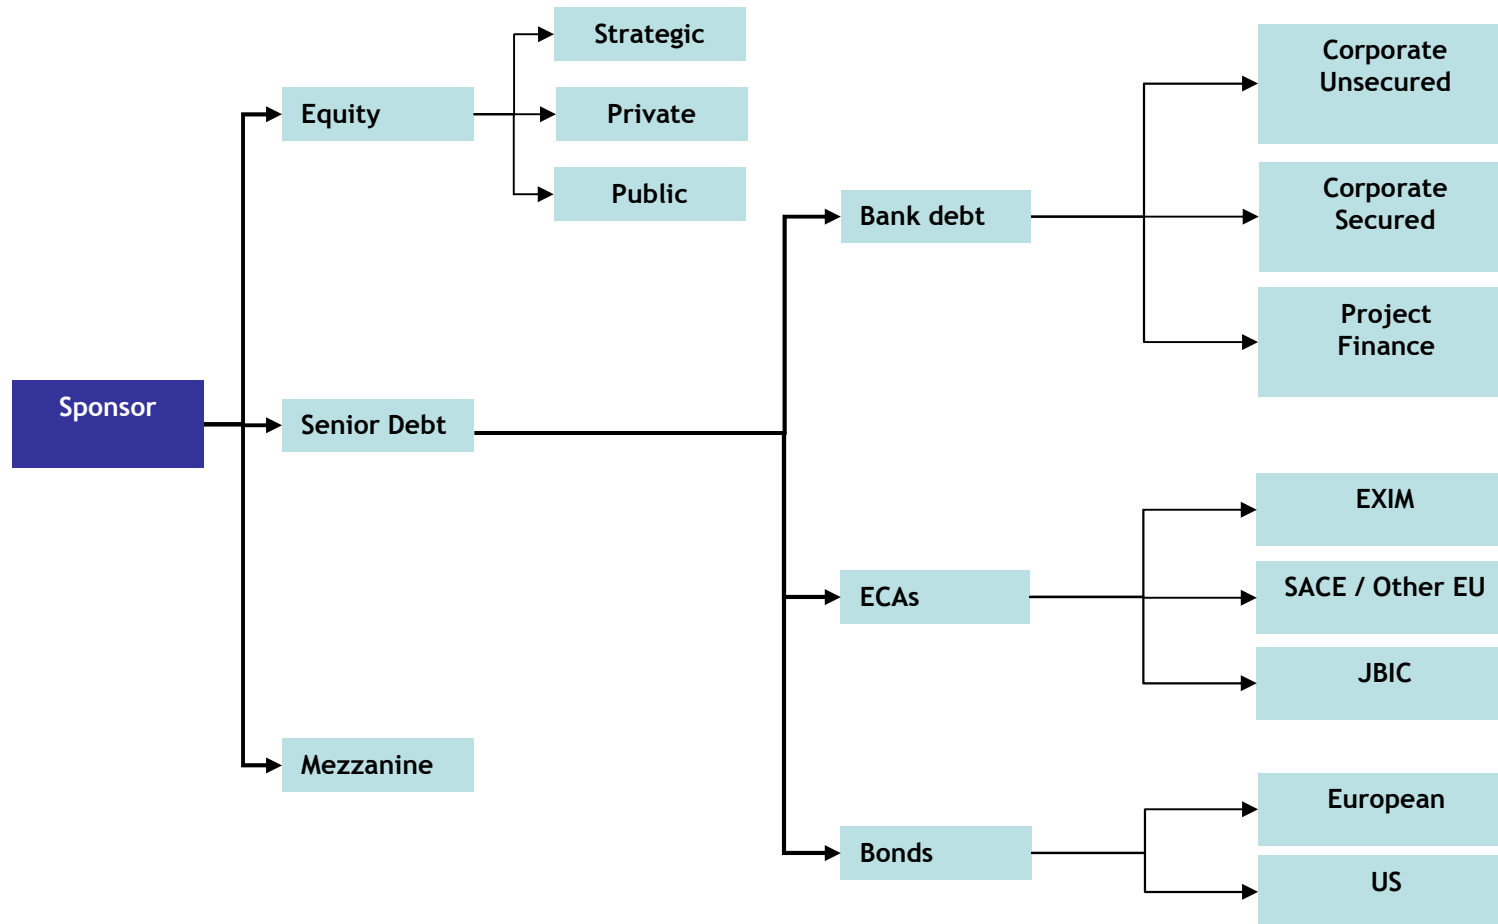 Sponsor
Equity
Senior Debt
Mezzanine
Strategic
Private
Public
Bank debt
ECAs
Bonds
Corporate
Unsecured
Corporate
Secured
Project
Finance
EXIM
SACE / Other EU
JBIC
European
US